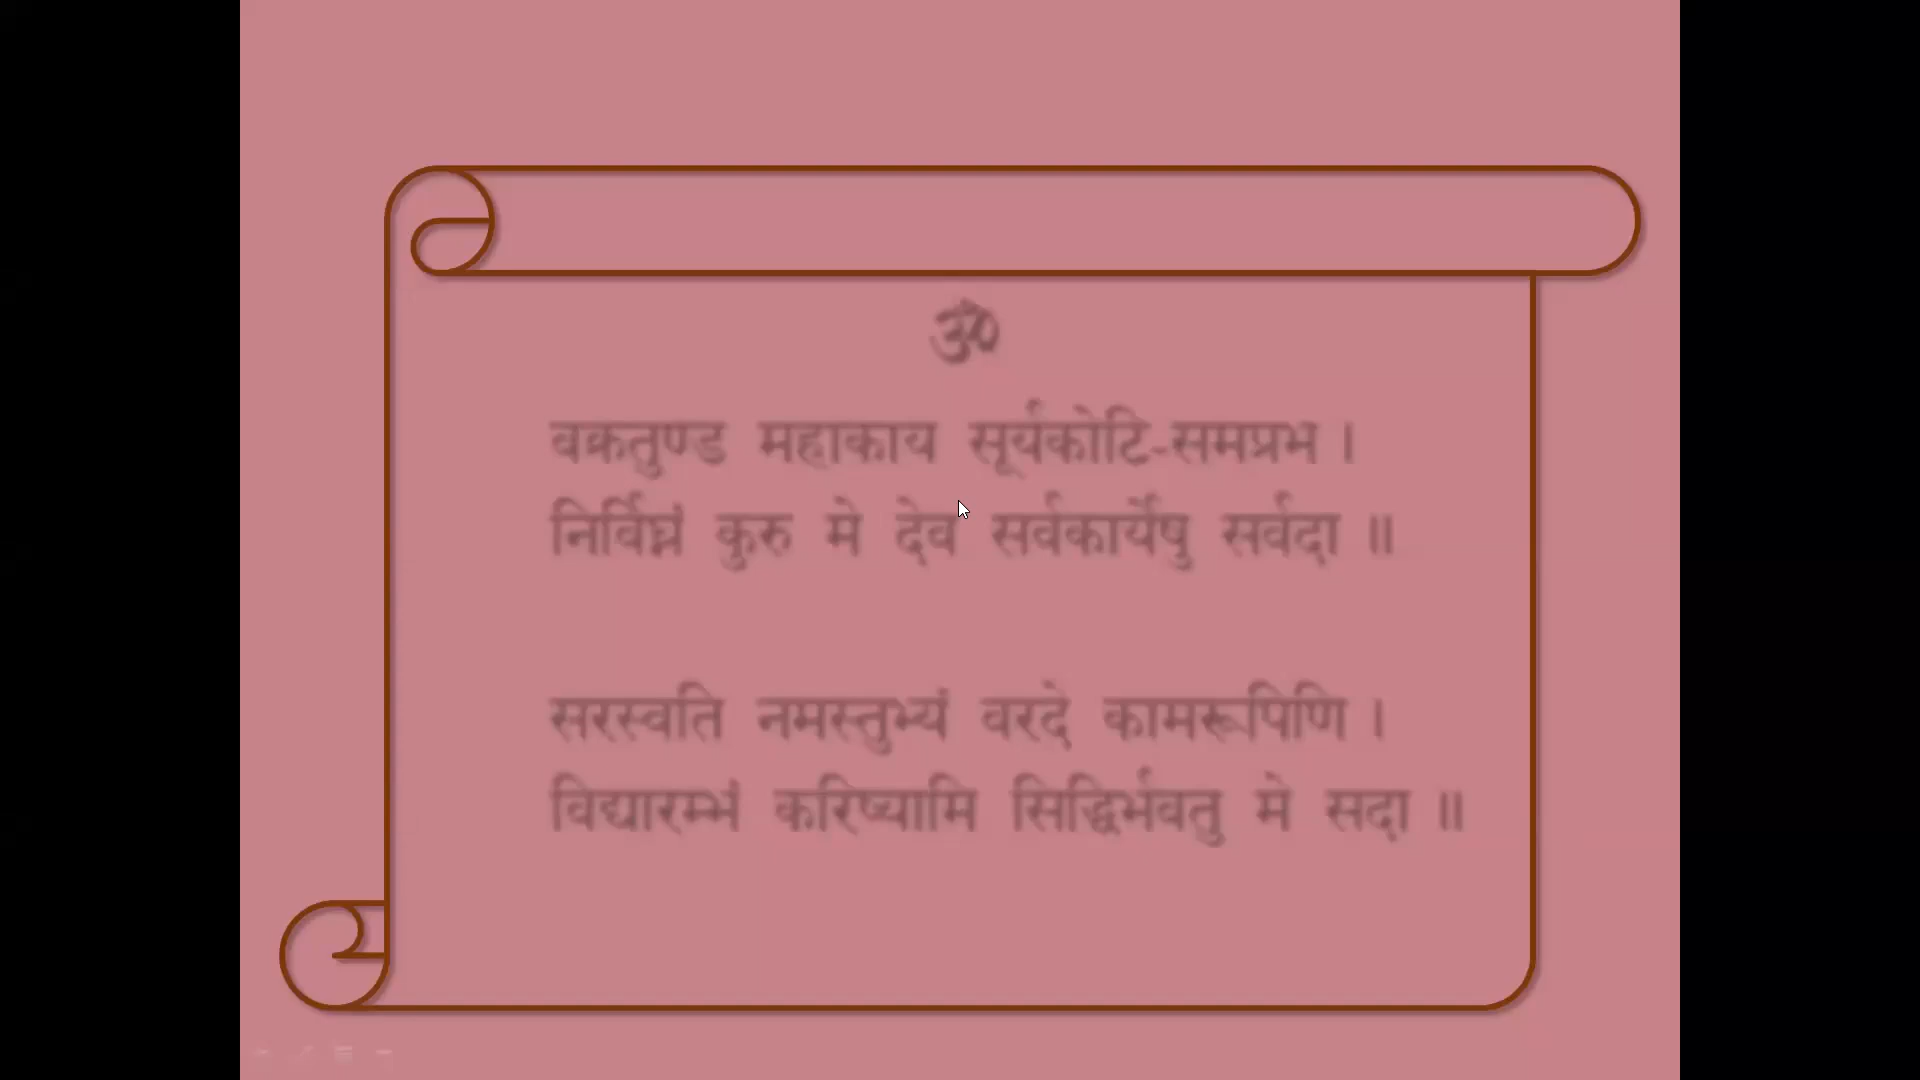 ॐ
वक्रतुण्ड महाकाय सूर्यकोटि-समप्रभ ।
निर्विघ्नं कुरु मे देव सर्वकार्येषु सर्वदा ॥
सरस्वति नमस्तुभ्यं वरदे कामरूपिणि ।
विद्यारम्भं करिष्यामि सिद्धिर्भवतु मे सदा ॥